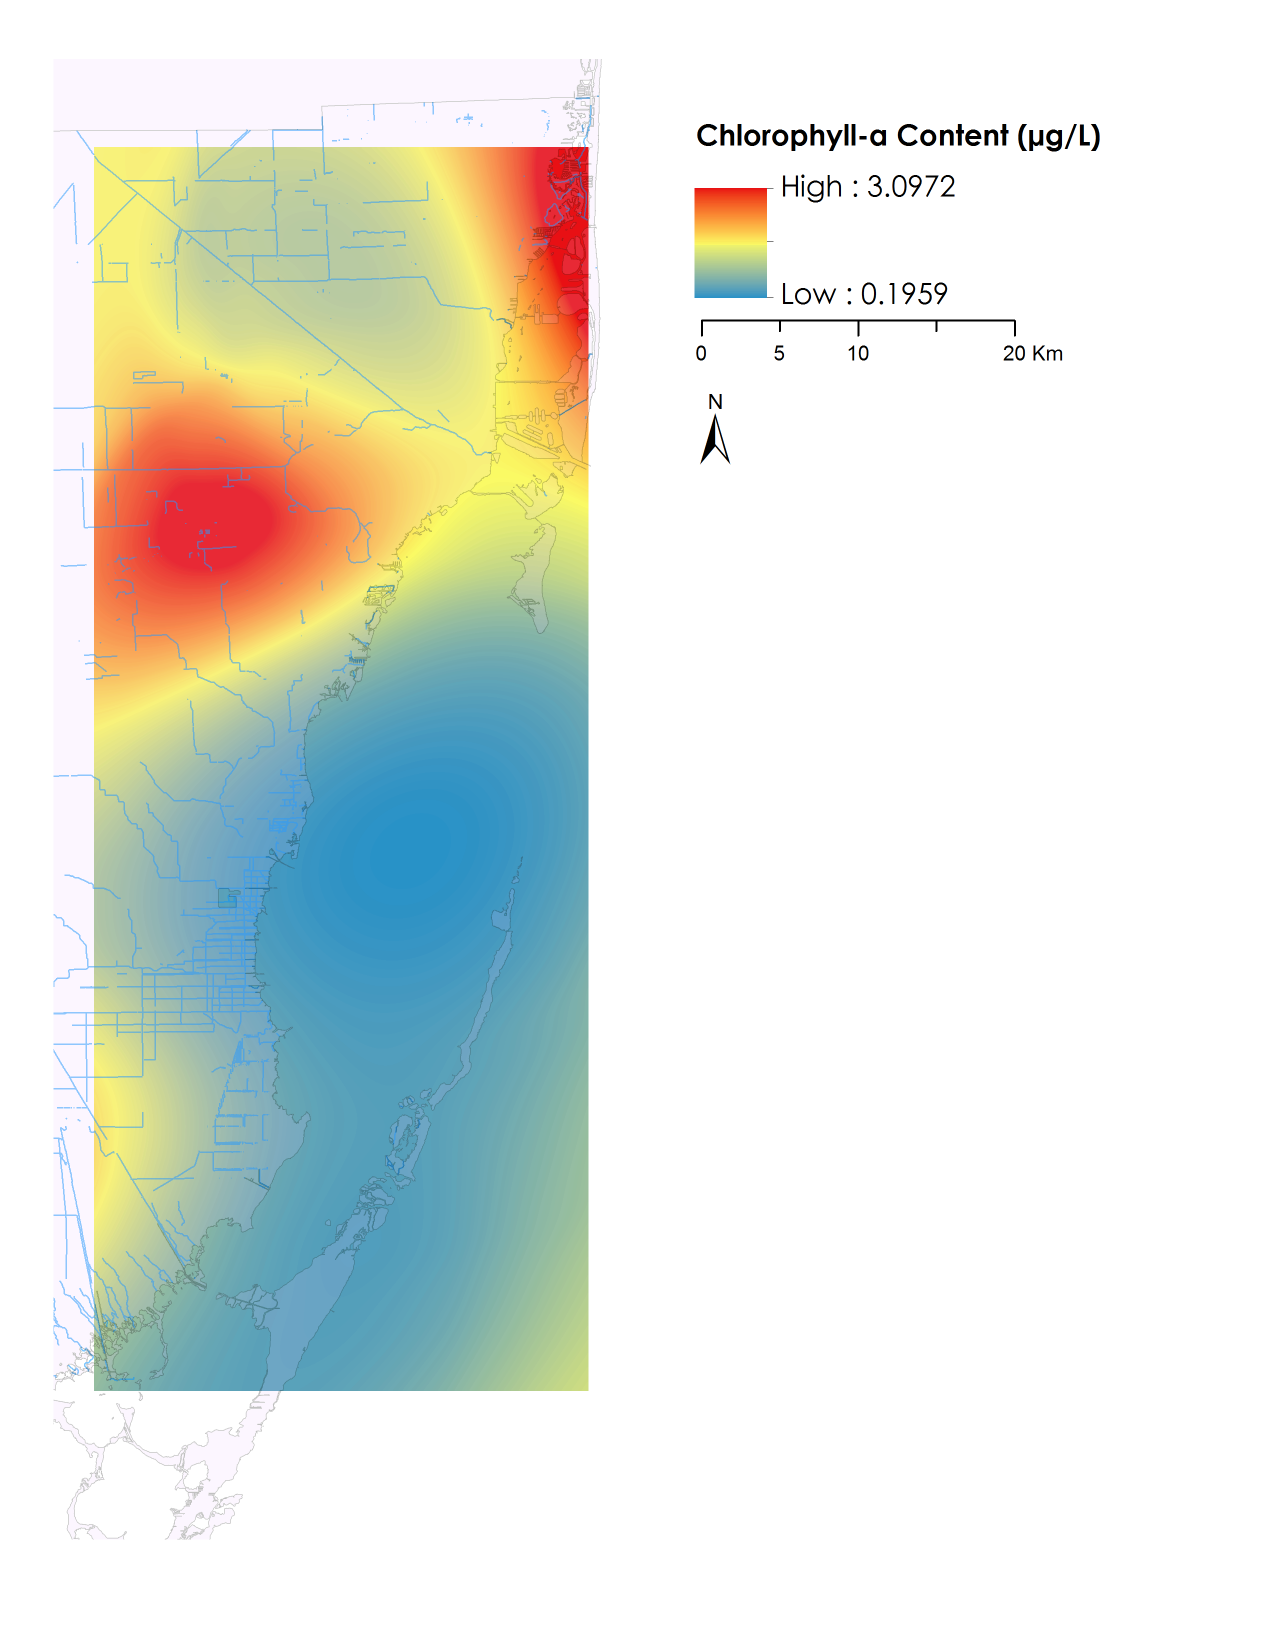 Chlorophyll-a Content (µg/L)
High : 3.0972
Low : 0.1959
0 5 10 20 Km
N